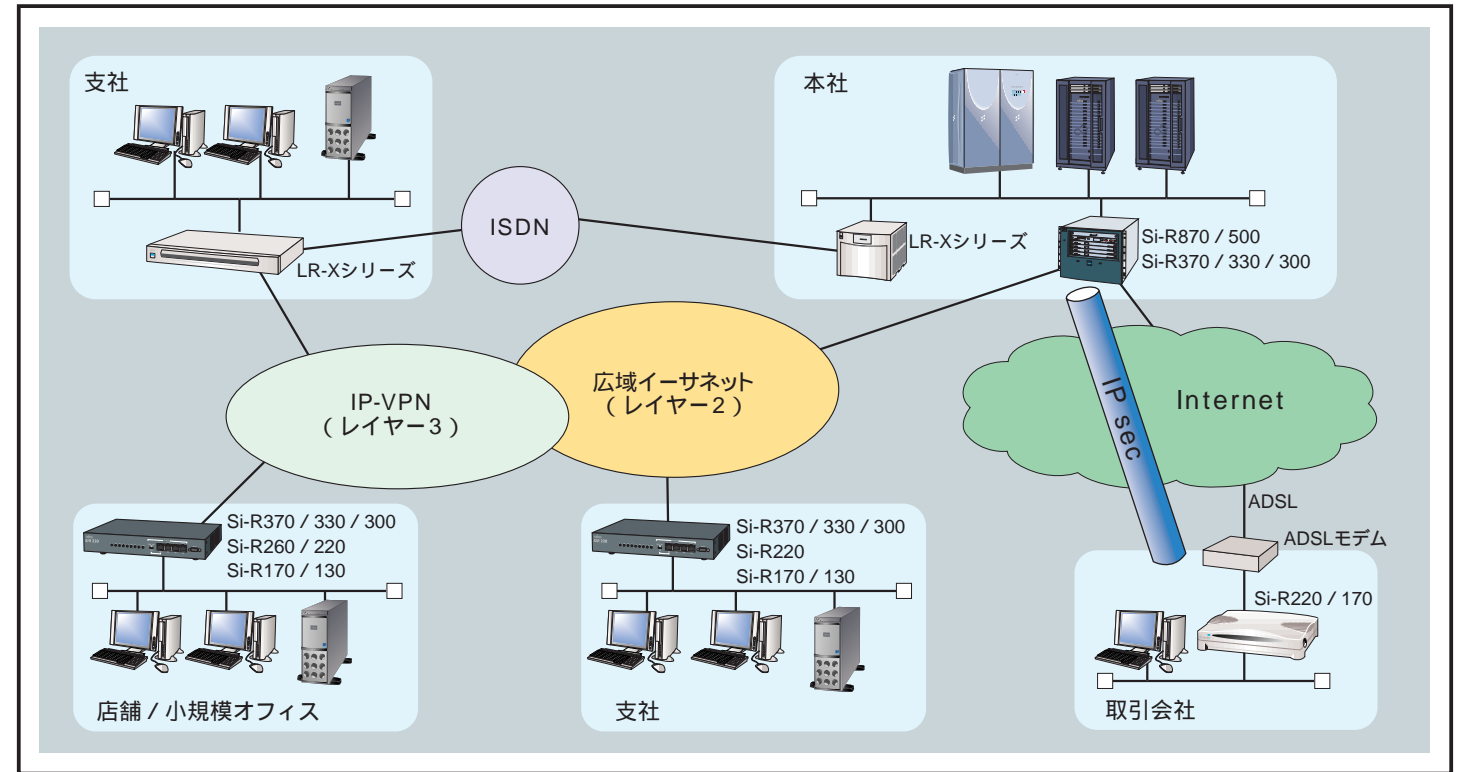 支社
LR-Xシリーズ
ISDN
本社
LR-Xシリーズ
Si-R870 / 500
Si-R370 / 330 / 300
IP-VPN
(レイヤー3)
広域イーサネット
(レイヤー2)
IP sec
Internet
ADSL
ADSLモデム
Si-R370 / 330 / 300
Si-R260 / 220
Si-R170 / 130
店舗 / 小規模オフィス
Si-R370 / 330 / 300
Si-R220
Si-R170 / 130
支社
Si-R220 / 170
取引会社